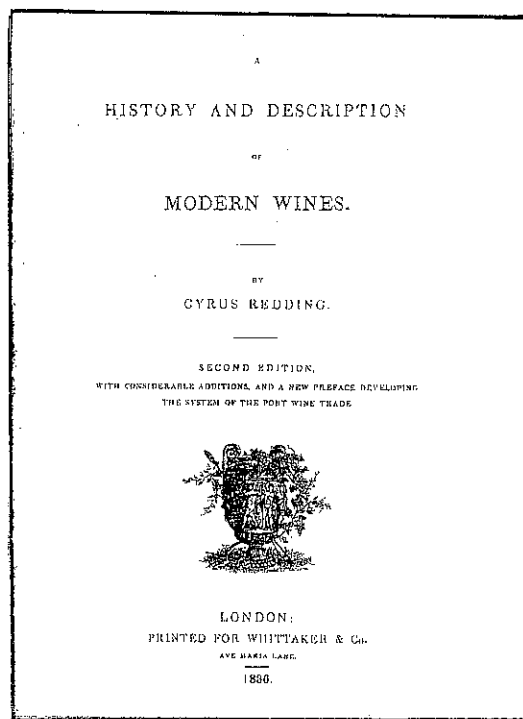 A
HISTORY AND DESCRIPTION
OF
MODERN WINES.
BY
CYRUS REDDING.
SECOND EDITION,
WITH CONSIDERABLE ADDITIONS, AND A NEW PREFACE DEVELOPING
THE SYSTEM OF THE PORT WINE TRADE
LONDON:
PRINTED FOR WHITTAKER & Co.
AVE MARIA LANE.
1836.